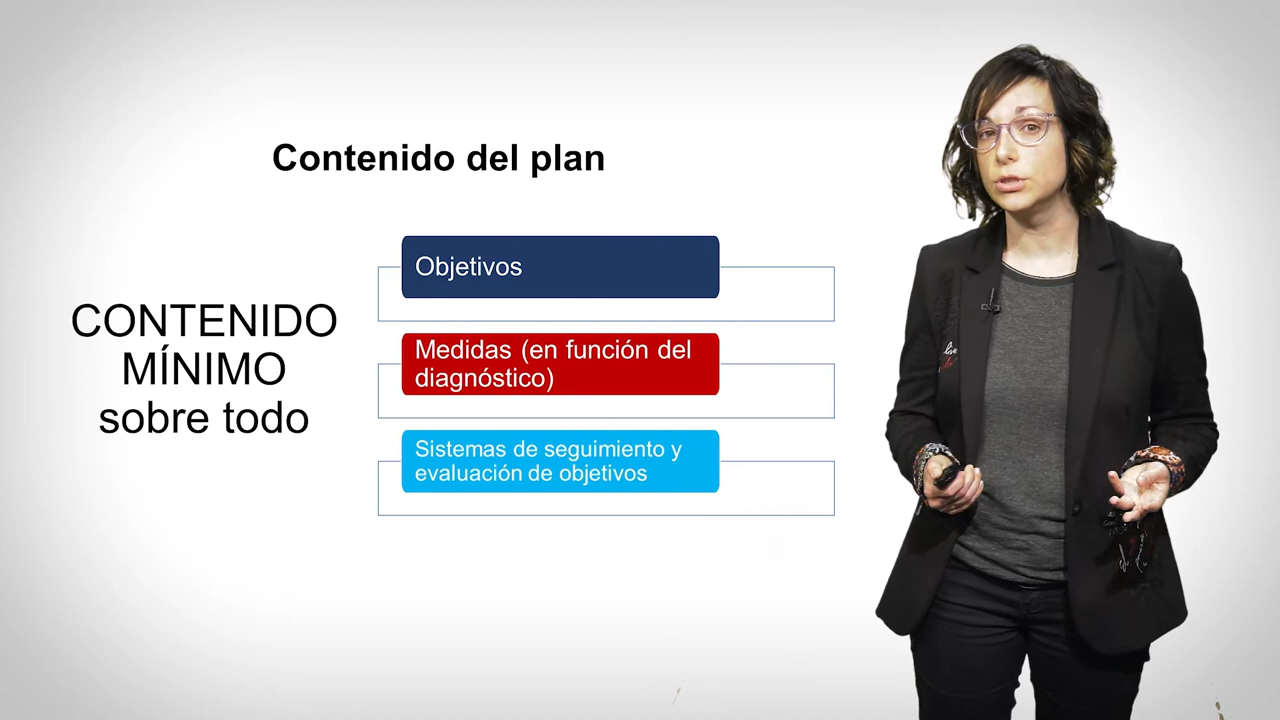 Contenido del plan
CONTENIDO
MÍNIMO
sobre todo
Objetivos
Medidas (en función del
diagnóstico)
Sistemas de seguimiento y
evaluación de objetivos